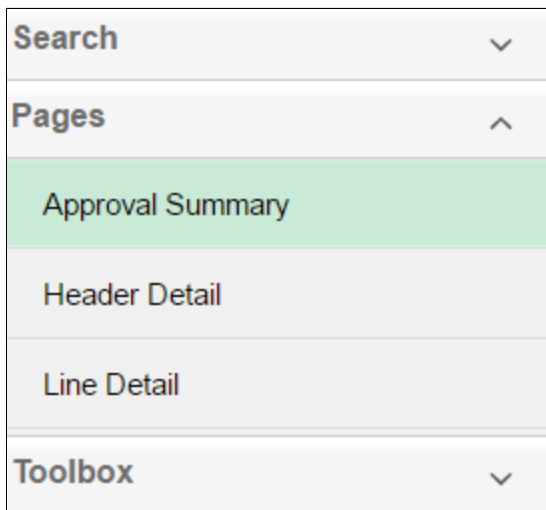 Search
Pages
Approval Summary
Header Detail
Line Detail
Toolbox